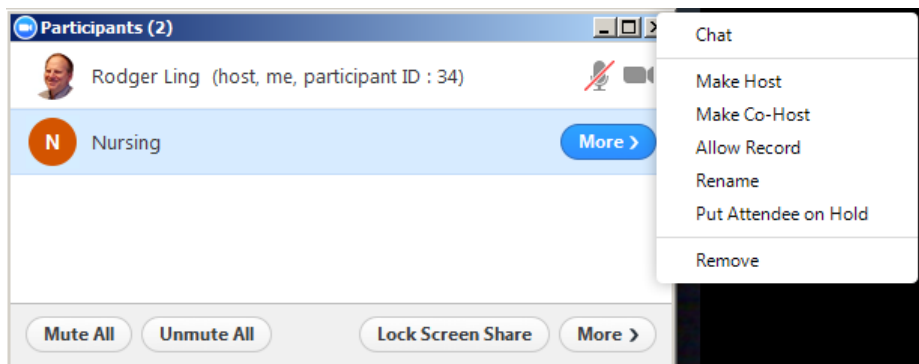 Participants (2)
Rodger Ling (host, me, participant ID : 34)
N Nursing More >
Mute All Unmute All Lock Screen Share More >
Chat
Make Host
Make Co-Host
Allow Record
Rename
Put Attendee on Hold
Remove